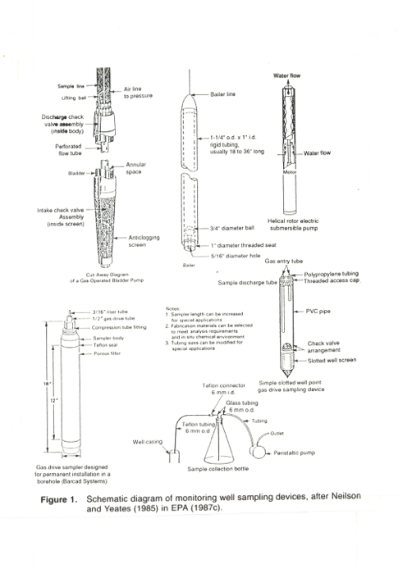 Sample line
Air line
to pressure
Lifting bail
Discharge check
valve assembly
(inside body)
Perforated
flow tube
Annular
space
Bladder
Intake check valve
Assembly
(inside screen)
Anticlogging
screen
Cut-Away Diagram
of a Gas-Operated Bladder Pump
Bailer line
1-1/4" o.d. x 1" i.d.
rigid tubing,
usually 18 to 36" long
3/4" diameter ball
1" diameter threaded seal
5/16" diameter hole
Bailer
Water flow
Water flow
Motor
Helical rotor electric
submersible pump
Gas entry tube
Sample discharge tube
Polypropylene tubing
Threaded access cap
PVC pipe
Check valve
arrangement
Slotted well screen
Simple slotted well point
gas drive sampling device
Notes
1. Sampler length can be increased
for special applications
2. Fabrication materials can be selected
to meet analysis requirements
and in situ chemical environment
3. Tubing sizes can be modified for
special applications
3/16" riser tube
1/2" gas drive tube
Compression tube fitting
Sampler body
Teflon seal
Porous filter
12"
Gas drive sampler designed
for permanent installation in a
borehole (Barcad Systems)
Teflon connector
6 mm i.d.
Glass tubing
6 mm o.d.
Teflon tubing
6 mm o.d.
Tubing
Outlet
Well-casing
Peristaltic pump
Sample collection bottle
Figure 1. Schematic diagram of monitoring well sampling devices, after Neilson
and Yeates (1985) in EPA (1987c).